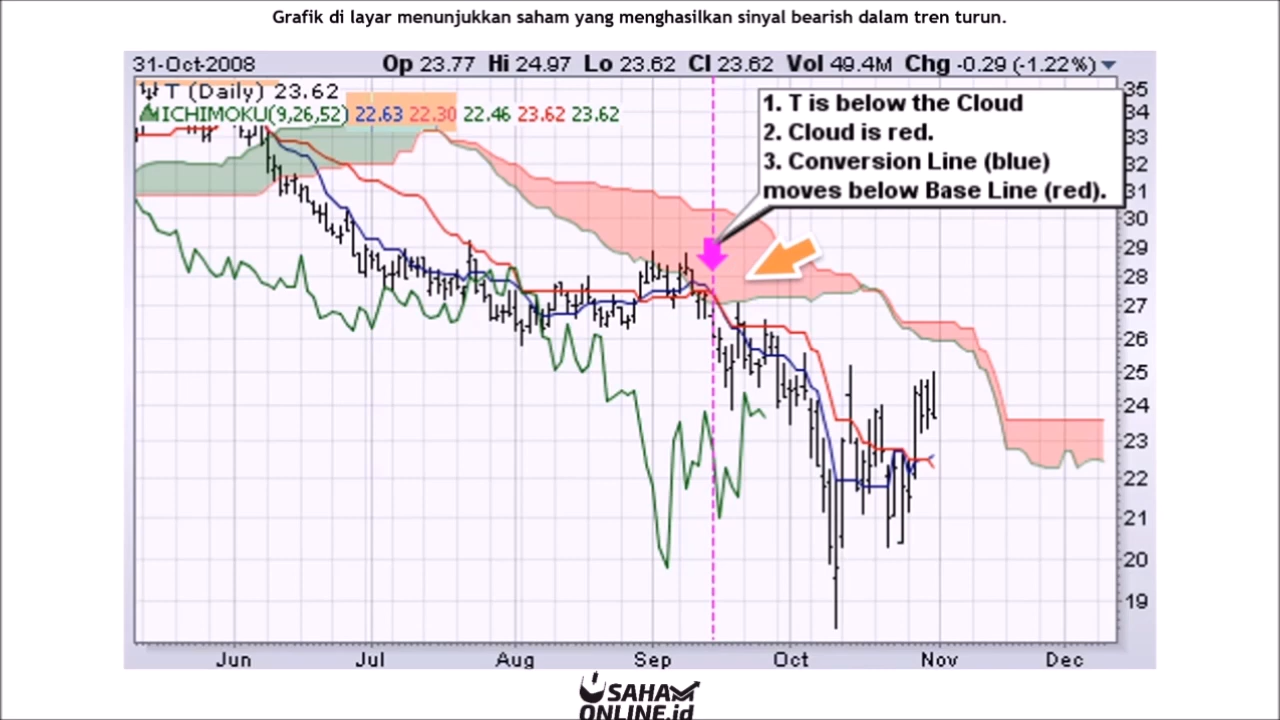 Grafik di layar menunjukkan saham yang menghasilkan sinyal bearish dalam tren turun.
31-Oct-2008 Op 23.77 Hi 24.97 Lo 23.62 Cl 23.62 Vol 49.4M Chg -0.29 (-1.22%)
T (Daily) 23.62
ICHIMOKU(9,26,52) 22.63 22.30 22.46 23.62 23.62
1. T is below the Cloud
2. Cloud is red.
3. Conversion Line (blue)
moves below Base Line (red).
35
34
33
32
31
30
29
28
27
26
25
24
23
22
21
20
19
Jun Jul Aug Sep Oct Nov Dec
SAHAM
ONLINE.id